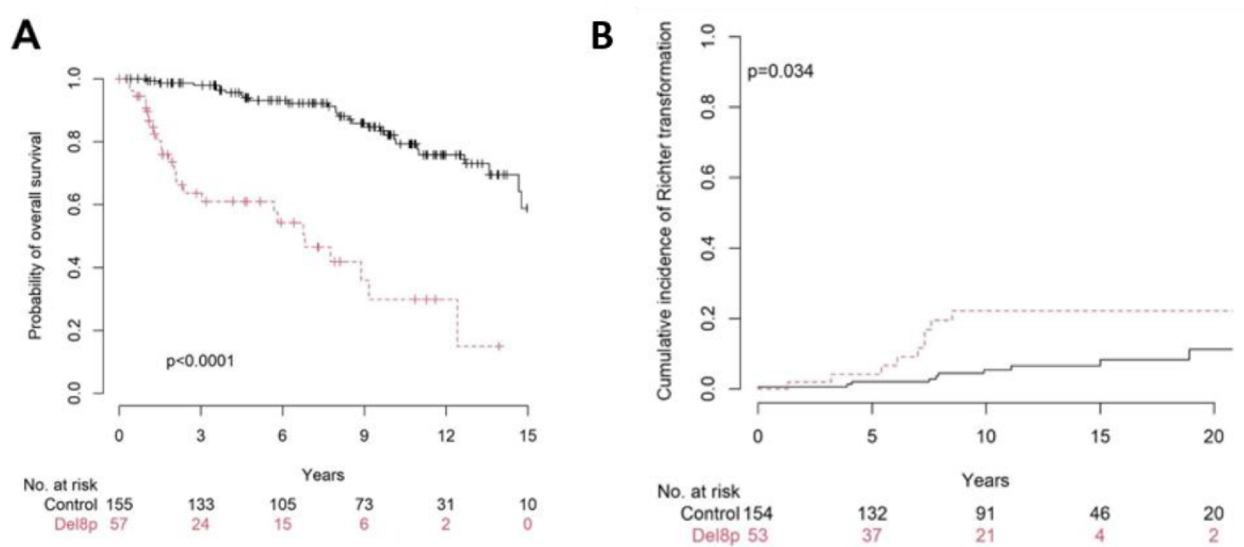 A
Probability of overall survival
1.0
0.8
0.6
0.4
0.2
0.0
p<0.0001
0 3 6 9 12 15
Years
No. at risk
Control 155 133 105 73 31 10
Del8p 57 24 15 6 2 0
B
Cumulative incidence of Richter transformation
1.0
0.8
0.6
0.4
0.2
0.0
p=0.034
0 5 10 15 20
Years
No. at risk
Control 154 132 91 46 20
Del8p 53 37 21 4 2